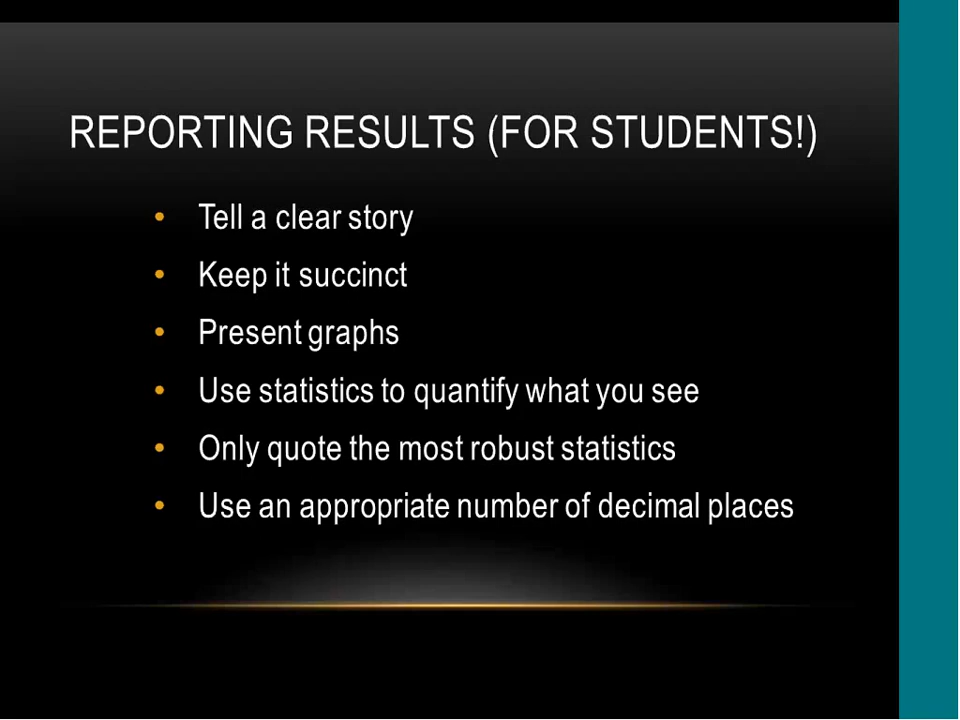 REPORTING RESULTS (FOR STUDENTS!)
• Tell a clear story
• Keep it succinct
• Present graphs
• Use statistics to quantify what you see
• Only quote the most robust statistics
• Use an appropriate number of decimal places